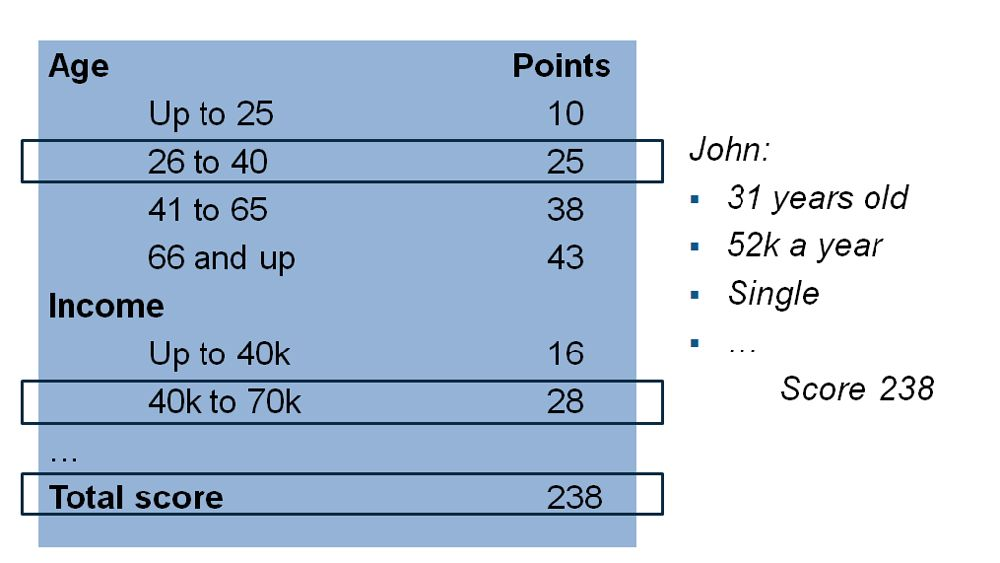 Age Points
Up to 25 10
26 to 40 25
41 to 65 38
66 and up 43
Income
Up to 40k 16
40k to 70k 28
...
Total score 238
John:
▪ 31 years old
▪ 52k a year
▪ Single
▪ ...
Score 238